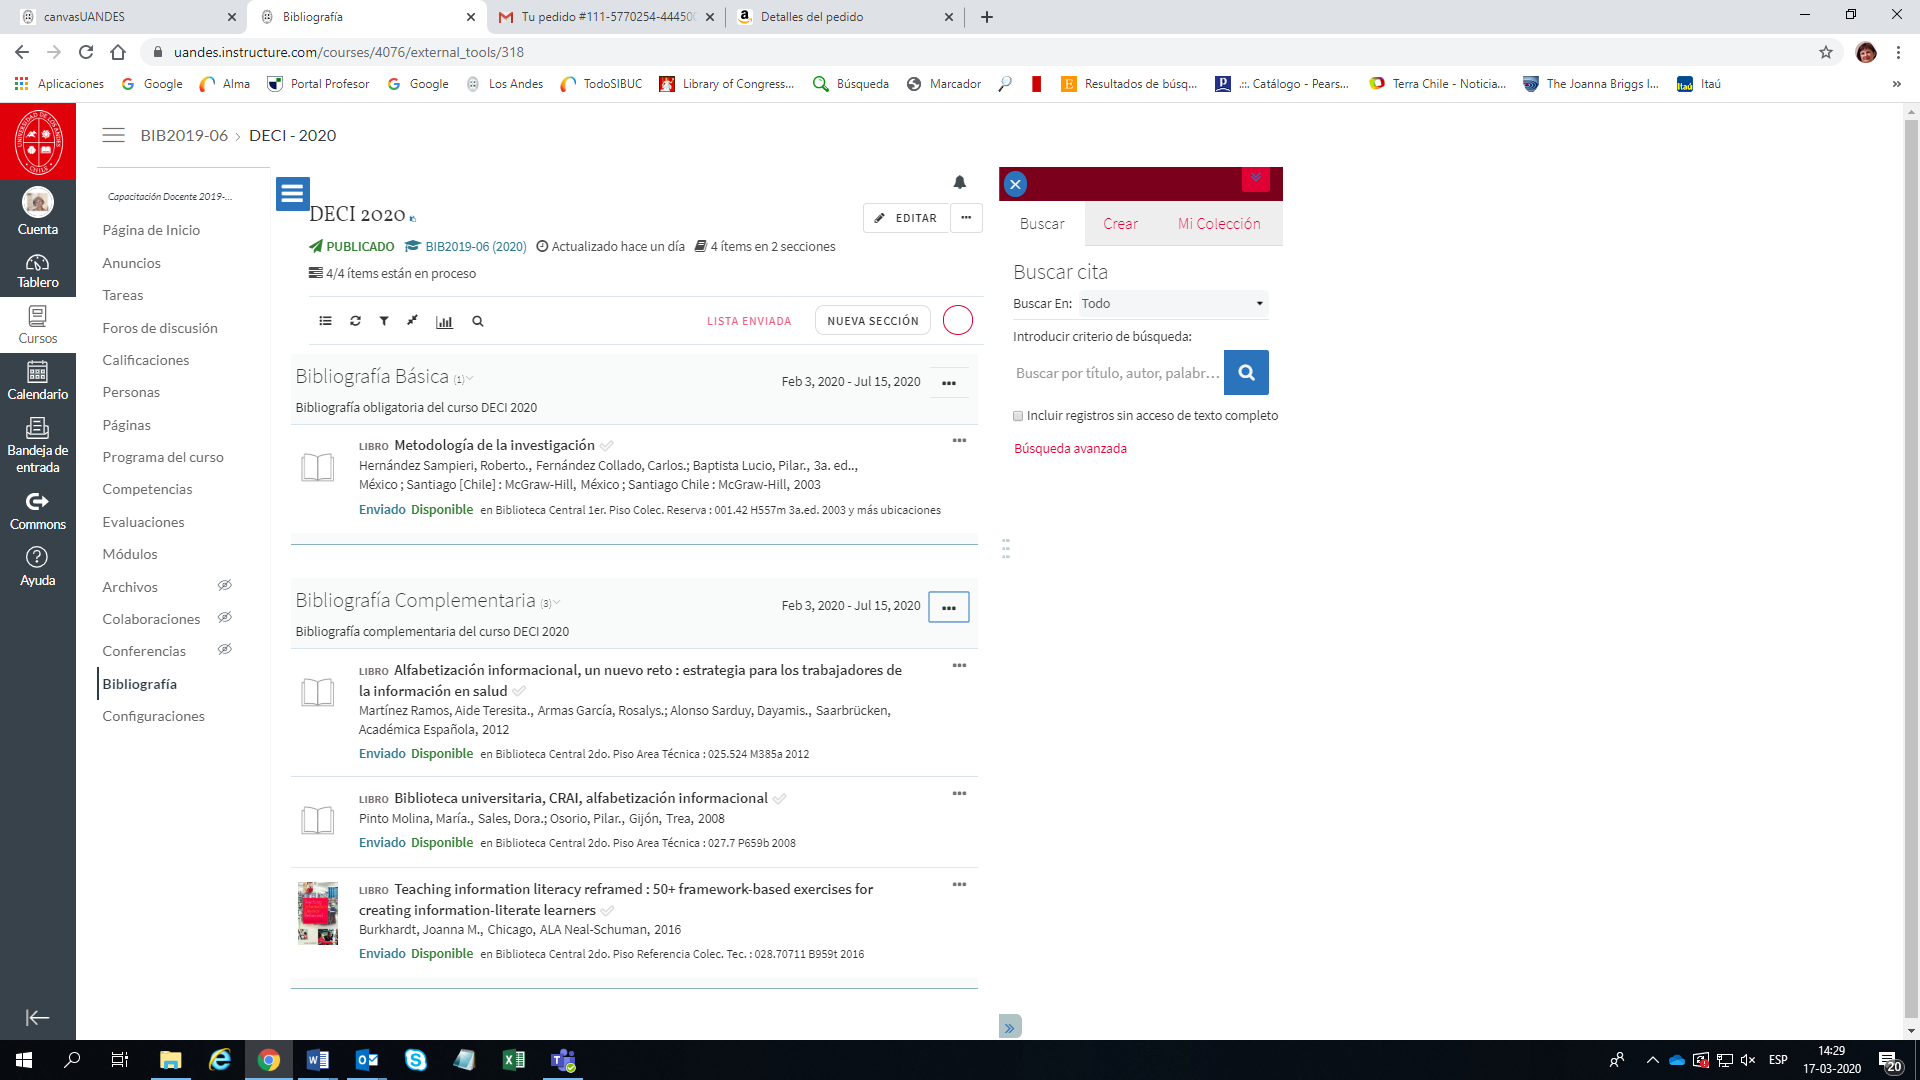 canvasUANDES
Bibliografía
Tu pedido #111-5770254-44450
Detalles del pedido
uandes.instructure.com/courses/4076/external_tools/318
Aplicaciones
Google
Alma
Portal Profesor
Google
Los Andes
TodoSIBUC
Library of Congress...
Búsqueda
Marcador
Resultados de búsq...
.::. Catálogo - Pears...
Terra Chile - Noticia...
The Joanna Briggs I...
Itaú
BIB2019-06 › DECI - 2020
Cuenta
Tablero
Cursos
Calendario
Bandeja de
entrada
Commons
Ayuda
Capacitación Docente 2019-...
Página de Inicio
Anuncios
Tareas
Foros de discusión
Calificaciones
Personas
Páginas
Programa del curso
Competencias
Evaluaciones
Módulos
Archivos
Colaboraciones
Conferencias
Bibliografía
Configuraciones
DECI 2020
EDITAR
PUBLICADO BIB2019-06 (2020) Actualizado hace un día 4 ítems en 2 secciones
4/4 ítems están en proceso
LISTA ENVIADA
NUEVA SECCIÓN
Bibliografía Básica (1)
Feb 3, 2020 - Jul 15, 2020
Bibliografía obligatoria del curso DECI 2020
LIBRO Metodología de la investigación
Hernández Sampieri, Roberto., Fernández Collado, Carlos.; Baptista Lucio, Pilar., 3a. ed..,
México ; Santiago [Chile] : McGraw-Hill, México ; Santiago Chile : McGraw-Hill, 2003
Enviado Disponible en Biblioteca Central 1er. Piso Colec. Reserva : 001.42 H557m 3a.ed. 2003 y más ubicaciones
Bibliografía Complementaria (3)
Feb 3, 2020 - Jul 15, 2020
Bibliografía complementaria del curso DECI 2020
LIBRO Alfabetización informacional, un nuevo reto : estrategia para los trabajadores de
la información en salud
Martínez Ramos, Aide Teresita., Armas García, Rosalys.; Alonso Sarduy, Dayamis., Saarbrücken,
Académica Española, 2012
Enviado Disponible en Biblioteca Central 2do. Piso Area Técnica : 025.524 M385a 2012
LIBRO Biblioteca universitaria, CRAI, alfabetización informacional
Pinto Molina, María., Sales, Dora.; Osorio, Pilar., Gijón, Trea, 2008
Enviado Disponible en Biblioteca Central 2do. Piso Area Técnica : 027.7 P659b 2008
LIBRO Teaching information literacy reframed : 50+ framework-based exercises for
creating information-literate learners
Burkhardt, Joanna M., Chicago, ALA Neal-Schuman, 2016
Enviado Disponible en Biblioteca Central 2do. Piso Referencia Colec. Tec. : 028.70711 B959t 2016
Buscar
Crear
Mi Colección
Buscar cita
Buscar En: Todo
Introducir criterio de búsqueda:
Buscar por título, autor, palabr...
Incluir registros sin acceso de texto completo
Búsqueda avanzada
ESP
14:29
17-03-2020
20